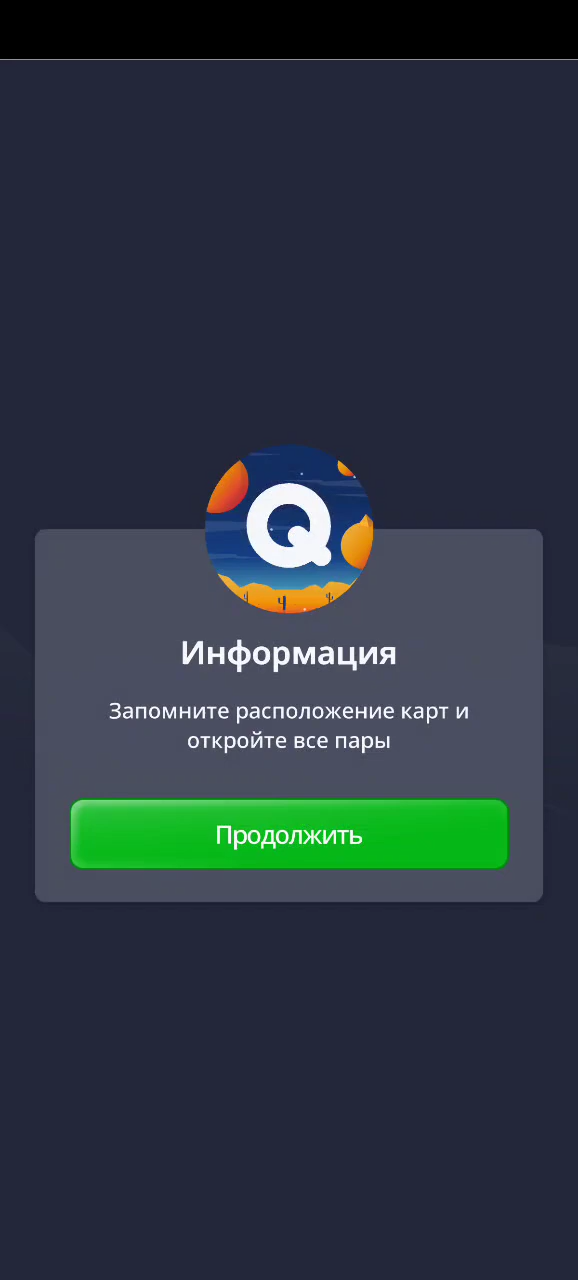 Q
Информация
Запомните расположение карт и
откройте все пары
Продолжить